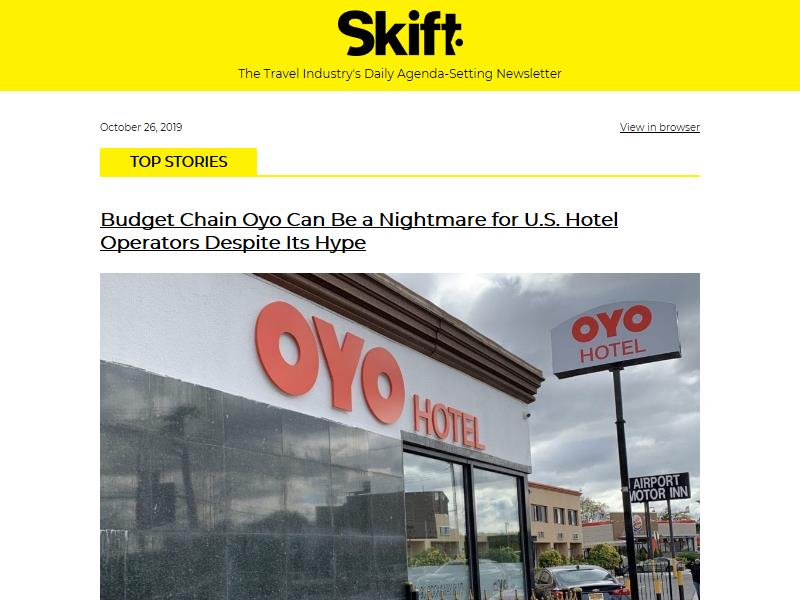 Skift
The Travel Industry's Daily Agenda-Setting Newsletter
October 26, 2019
View in browser
TOP STORIES
Budget Chain Oyo Can Be a Nightmare for U.S. Hotel
Operators Despite Its Hype
OYO HOTEL
OYO
HOTEL
AIRPORT
MOTOR INN